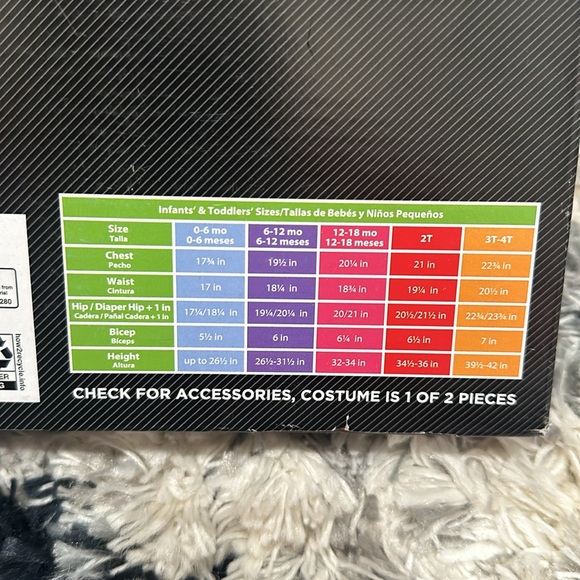 Infants' & Toddlers' Sizes/Tallas de Bebés y Niños Pequeños
Size 0-6 mo 6-12 mo 12-18 mo 2T 3T-4T
Talla 0-6 meses 6-12 meses 12-18 meses
Chest 17¾ in 19½ in 20¼ in 21 in 22¾ in
Pecho
Waist 17 in 18¼ in 18¾ in 19¼ in 20½ in
Cintura
Hip / Diaper Hip + 1 in 17¼/18¼ in 19¼/20¼ in 20/21 in 20½/21½ in 22¾/23¾ in
Cadera / Pañal Cadera + 1 in
Bicep 5½ in 6 in 6¼ in 6½ in 7 in
Bíceps
Height up to 26½ in 26½-31½ in 32-34 in 34½-36 in 39½-42 in
Altura
CHECK FOR ACCESSORIES, COSTUME IS 1 OF 2 PIECES
from
rial
280
how2recycle.info
ER
G